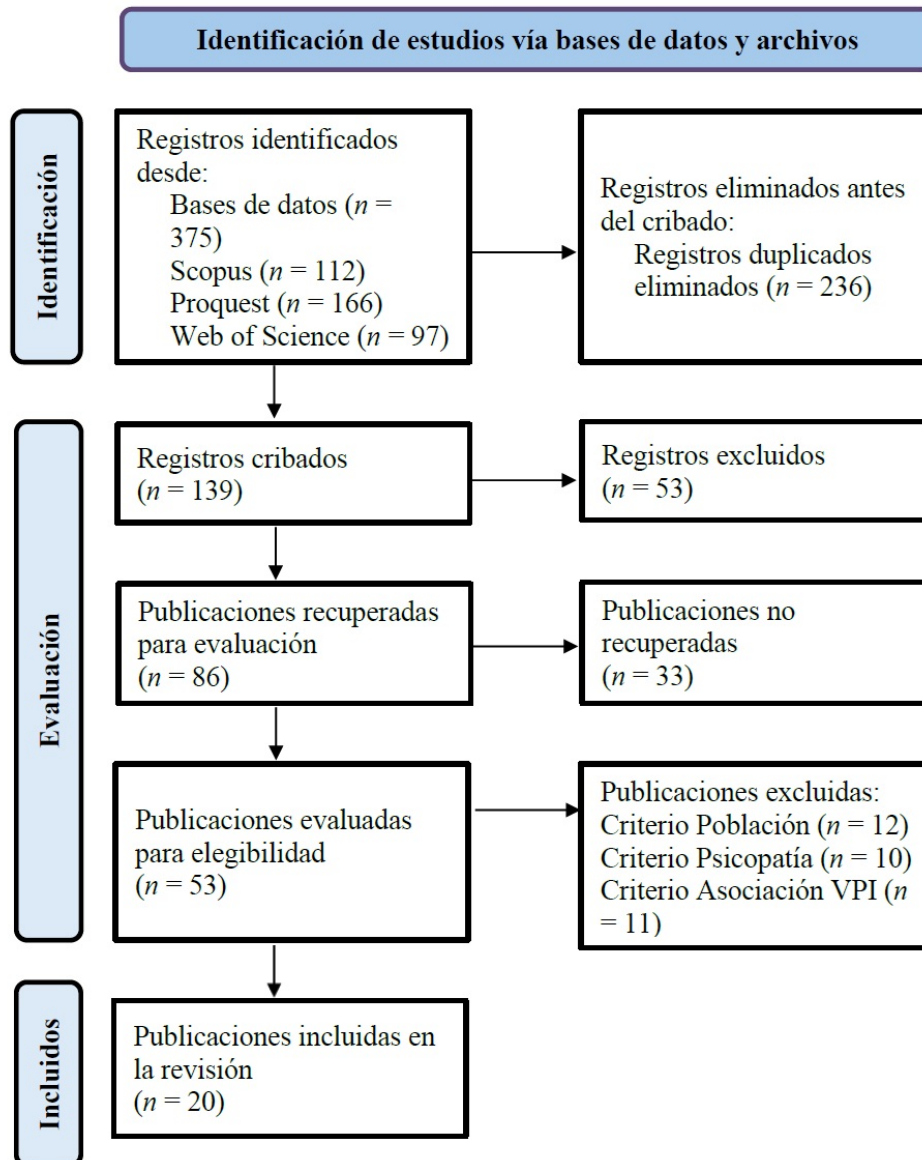 Identificación de estudios vía bases de datos y archivos
Identificación
Registros identificados
desde:
Bases de datos (n =
375)
Scopus (n = 112)
Proquest (n = 166)
Web of Science (n = 97)
Registros eliminados antes
del cribado:
Registros duplicados
eliminados (n = 236)
Evaluación
Registros cribados
(n = 139)
Registros excluidos
(n = 53)
Publicaciones recuperadas
para evaluación
(n = 86)
Publicaciones no
recuperadas
(n = 33)
Publicaciones evaluadas
para elegibilidad
(n = 53)
Publicaciones excluidas:
Criterio Población (n = 12)
Criterio Psicopatía (n = 10)
Criterio Asociación VPI (n
= 11)
Incluidos
Publicaciones incluidas en
la revisión
(n = 20)